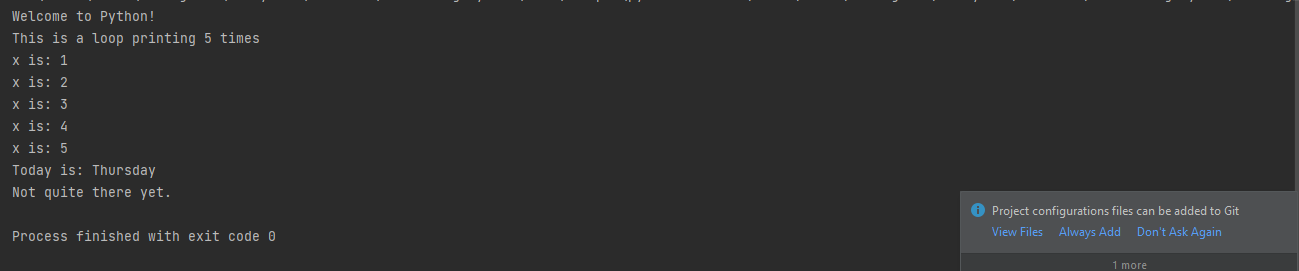 Welcome to Python!
This is a loop printing 5 times
x is: 1
x is: 2
x is: 3
x is: 4
x is: 5
Today is: Thursday
Not quite there yet.
Process finished with exit code 0
Project configurations files can be added to Git
View Files Always Add Don't Ask Again
1 more